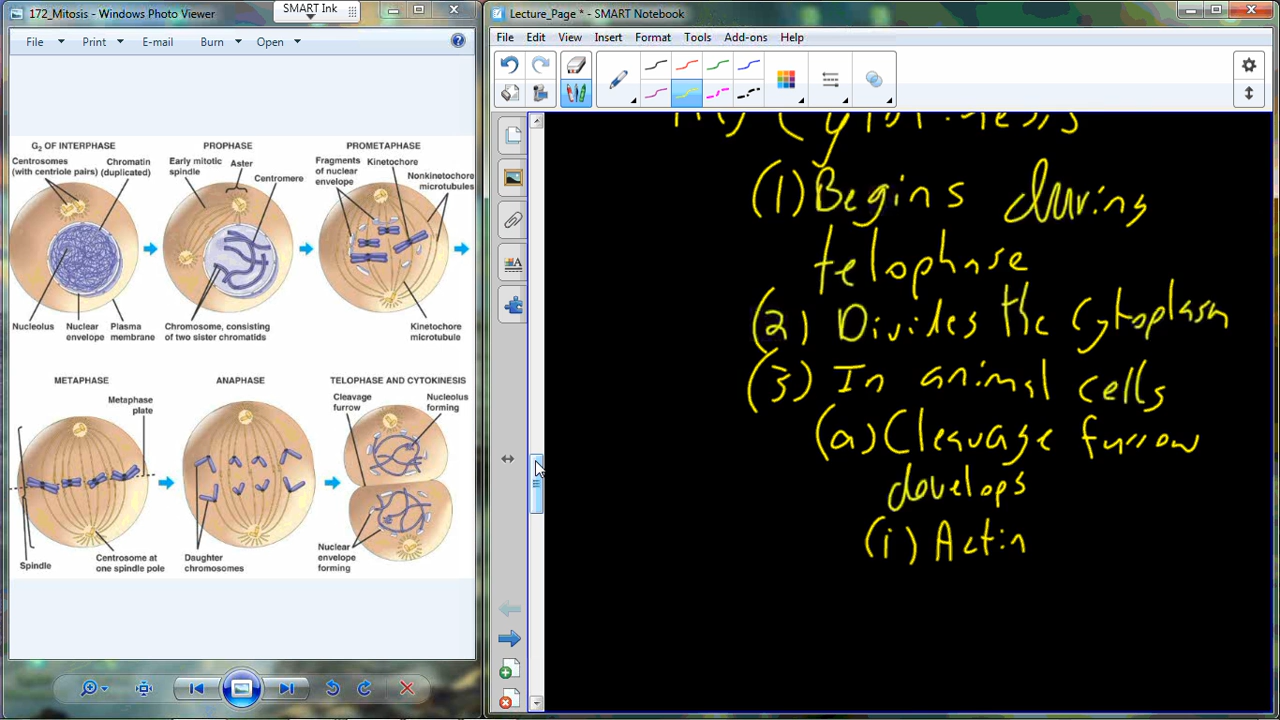 172_Mitosis - Windows Photo Viewer
SMART Ink
File Print E-mail Burn Open
G2 OF INTERPHASE
Centrosomes
(with centriole pairs)
Chromatin
(duplicated)
Nucleolus
Nuclear
envelope
Plasma
membrane
PROPHASE
Early mitotic
spindle
Aster
Centromere
Chromosome, consisting
of two sister chromatids
PROMETAPHASE
Fragments
of nuclear
envelope
Kinetochore
Nonkinetochore
microtubules
Kinetochore
microtubule
METAPHASE
Metaphase
plate
Spindle
Centrosome at
one spindle pole
ANAPHASE
Daughter
chromosomes
TELOPHASE AND CYTOKINESIS
Cleavage
furrow
Nucleolus
forming
Nuclear
envelope
forming
Lecture_Page * - SMART Notebook
File Edit View Insert Format Tools Add-ons Help
(1) Begins during
telophase
(2) Divides the cytoplasm
(3) In animal cells
(a) Cleavage furrow
develops
(i) Actin